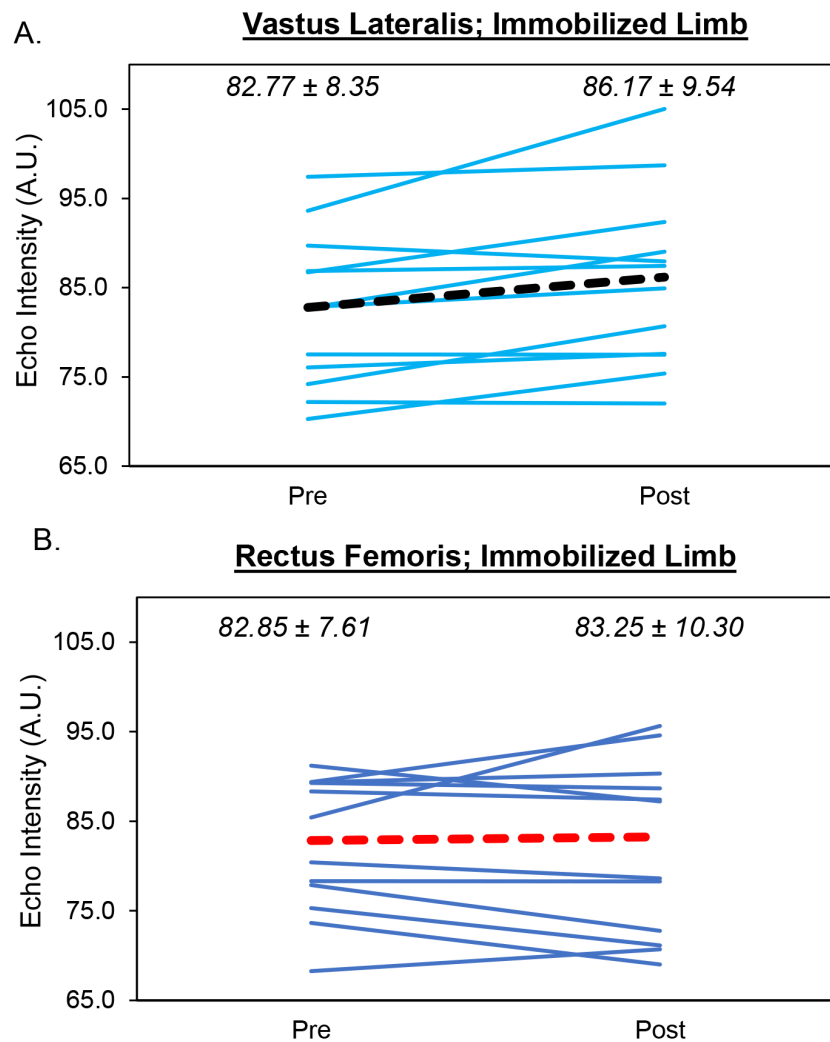 A.
Vastus Lateralis; Immobilized Limb
82.77 ± 8.35 86.17 ± 9.54
Echo Intensity (A.U.)
105.0
95.0
85.0
75.0
65.0
Pre Post
B.
Rectus Femoris; Immobilized Limb
82.85 ± 7.61 83.25 ± 10.30
Echo Intensity (A.U.)
105.0
95.0
85.0
75.0
65.0
Pre Post